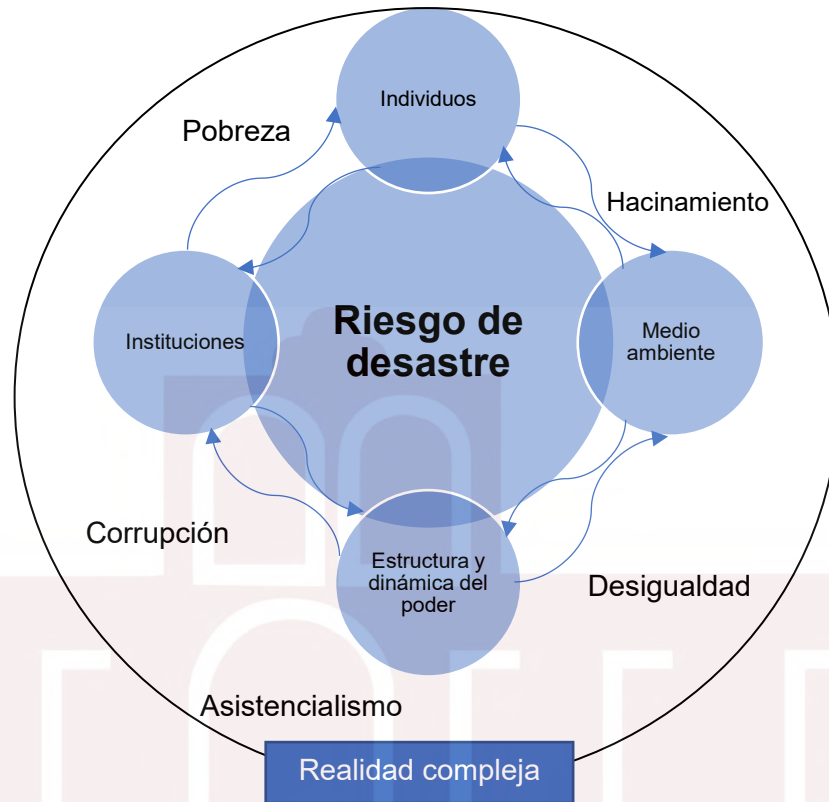 Individuos
Pobreza
Hacinamiento
Riesgo de
desastre
Instituciones
Medio
ambiente
Corrupción
Estructura y
dinámica del
poder
Desigualdad
Asistencialismo
Realidad compleja